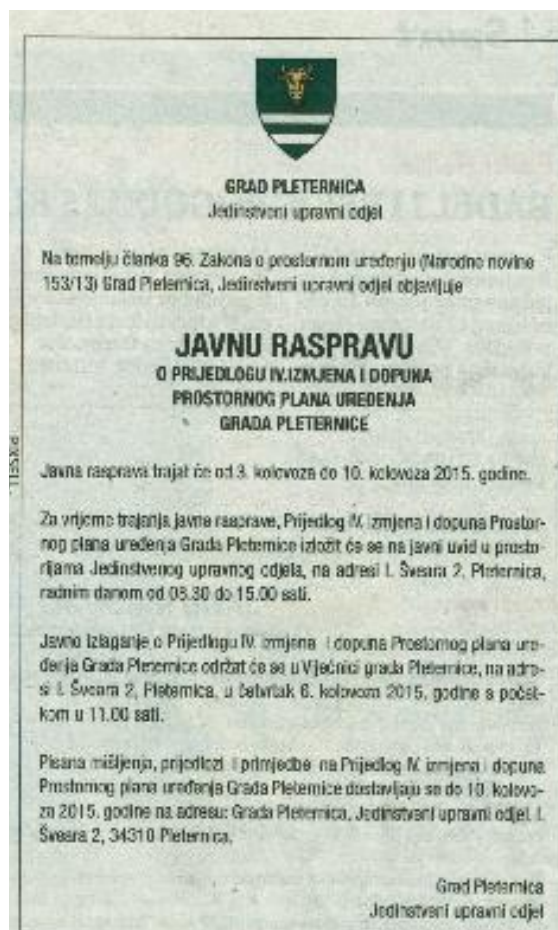 GRAD PLETERNICA
Jedinstveni upravni odjel
Na temelju članka 96. Zakona o prostornom uređenju (Narodne novine
153/13) Grad Pleternica, Jedinstveni upravni odjel objavljuje
JAVNU RASPRAVU
O PRIJEDLOGU IV.IZMJENA I DOPUNA
PROSTORNOG PLANA UREĐENJA
GRADA PLETERNICE
Javna rasprava trajat će od 3. kolovoza do 10. kolovoza 2015. godine.
Za vrijeme trajanja javne rasprave, Prijedlog IV. izmjena i dopuna Prostor-
nog plana uređenja Grada Pleternice izložit će se na javni uvid u prosto-
rijama Jedinstvenog upravnog odjela, na adresi I. Šveara 2, Pleternica,
radnim danom od 08.30 do 15.00 sati.
Javno izlaganje o Prijedlogu IV. izmjena i dopuna Prostornog plana ure-
đenja Grada Pleternice održat će se u Vijećnici grada Pleternice, na adre-
si I. Šveara 2, Pleternica, u četvrtak 6. kolovoza 2015. godine s počet-
kom u 11.00 sati.
Pisana mišljenja, prijedlozi i primjedbe na Prijedlog IV. izmjena i dopuna
Prostornog plana uređenja Grada Pleternice dostavljaju se do 10. kolovo-
za 2015. godine na adresu: Grada Pleternica, Jedinstveni upravni odjel, I.
Šveara 2, 34310 Pleternica.
Grad Pleternica
Jedinstveni upravni odjel